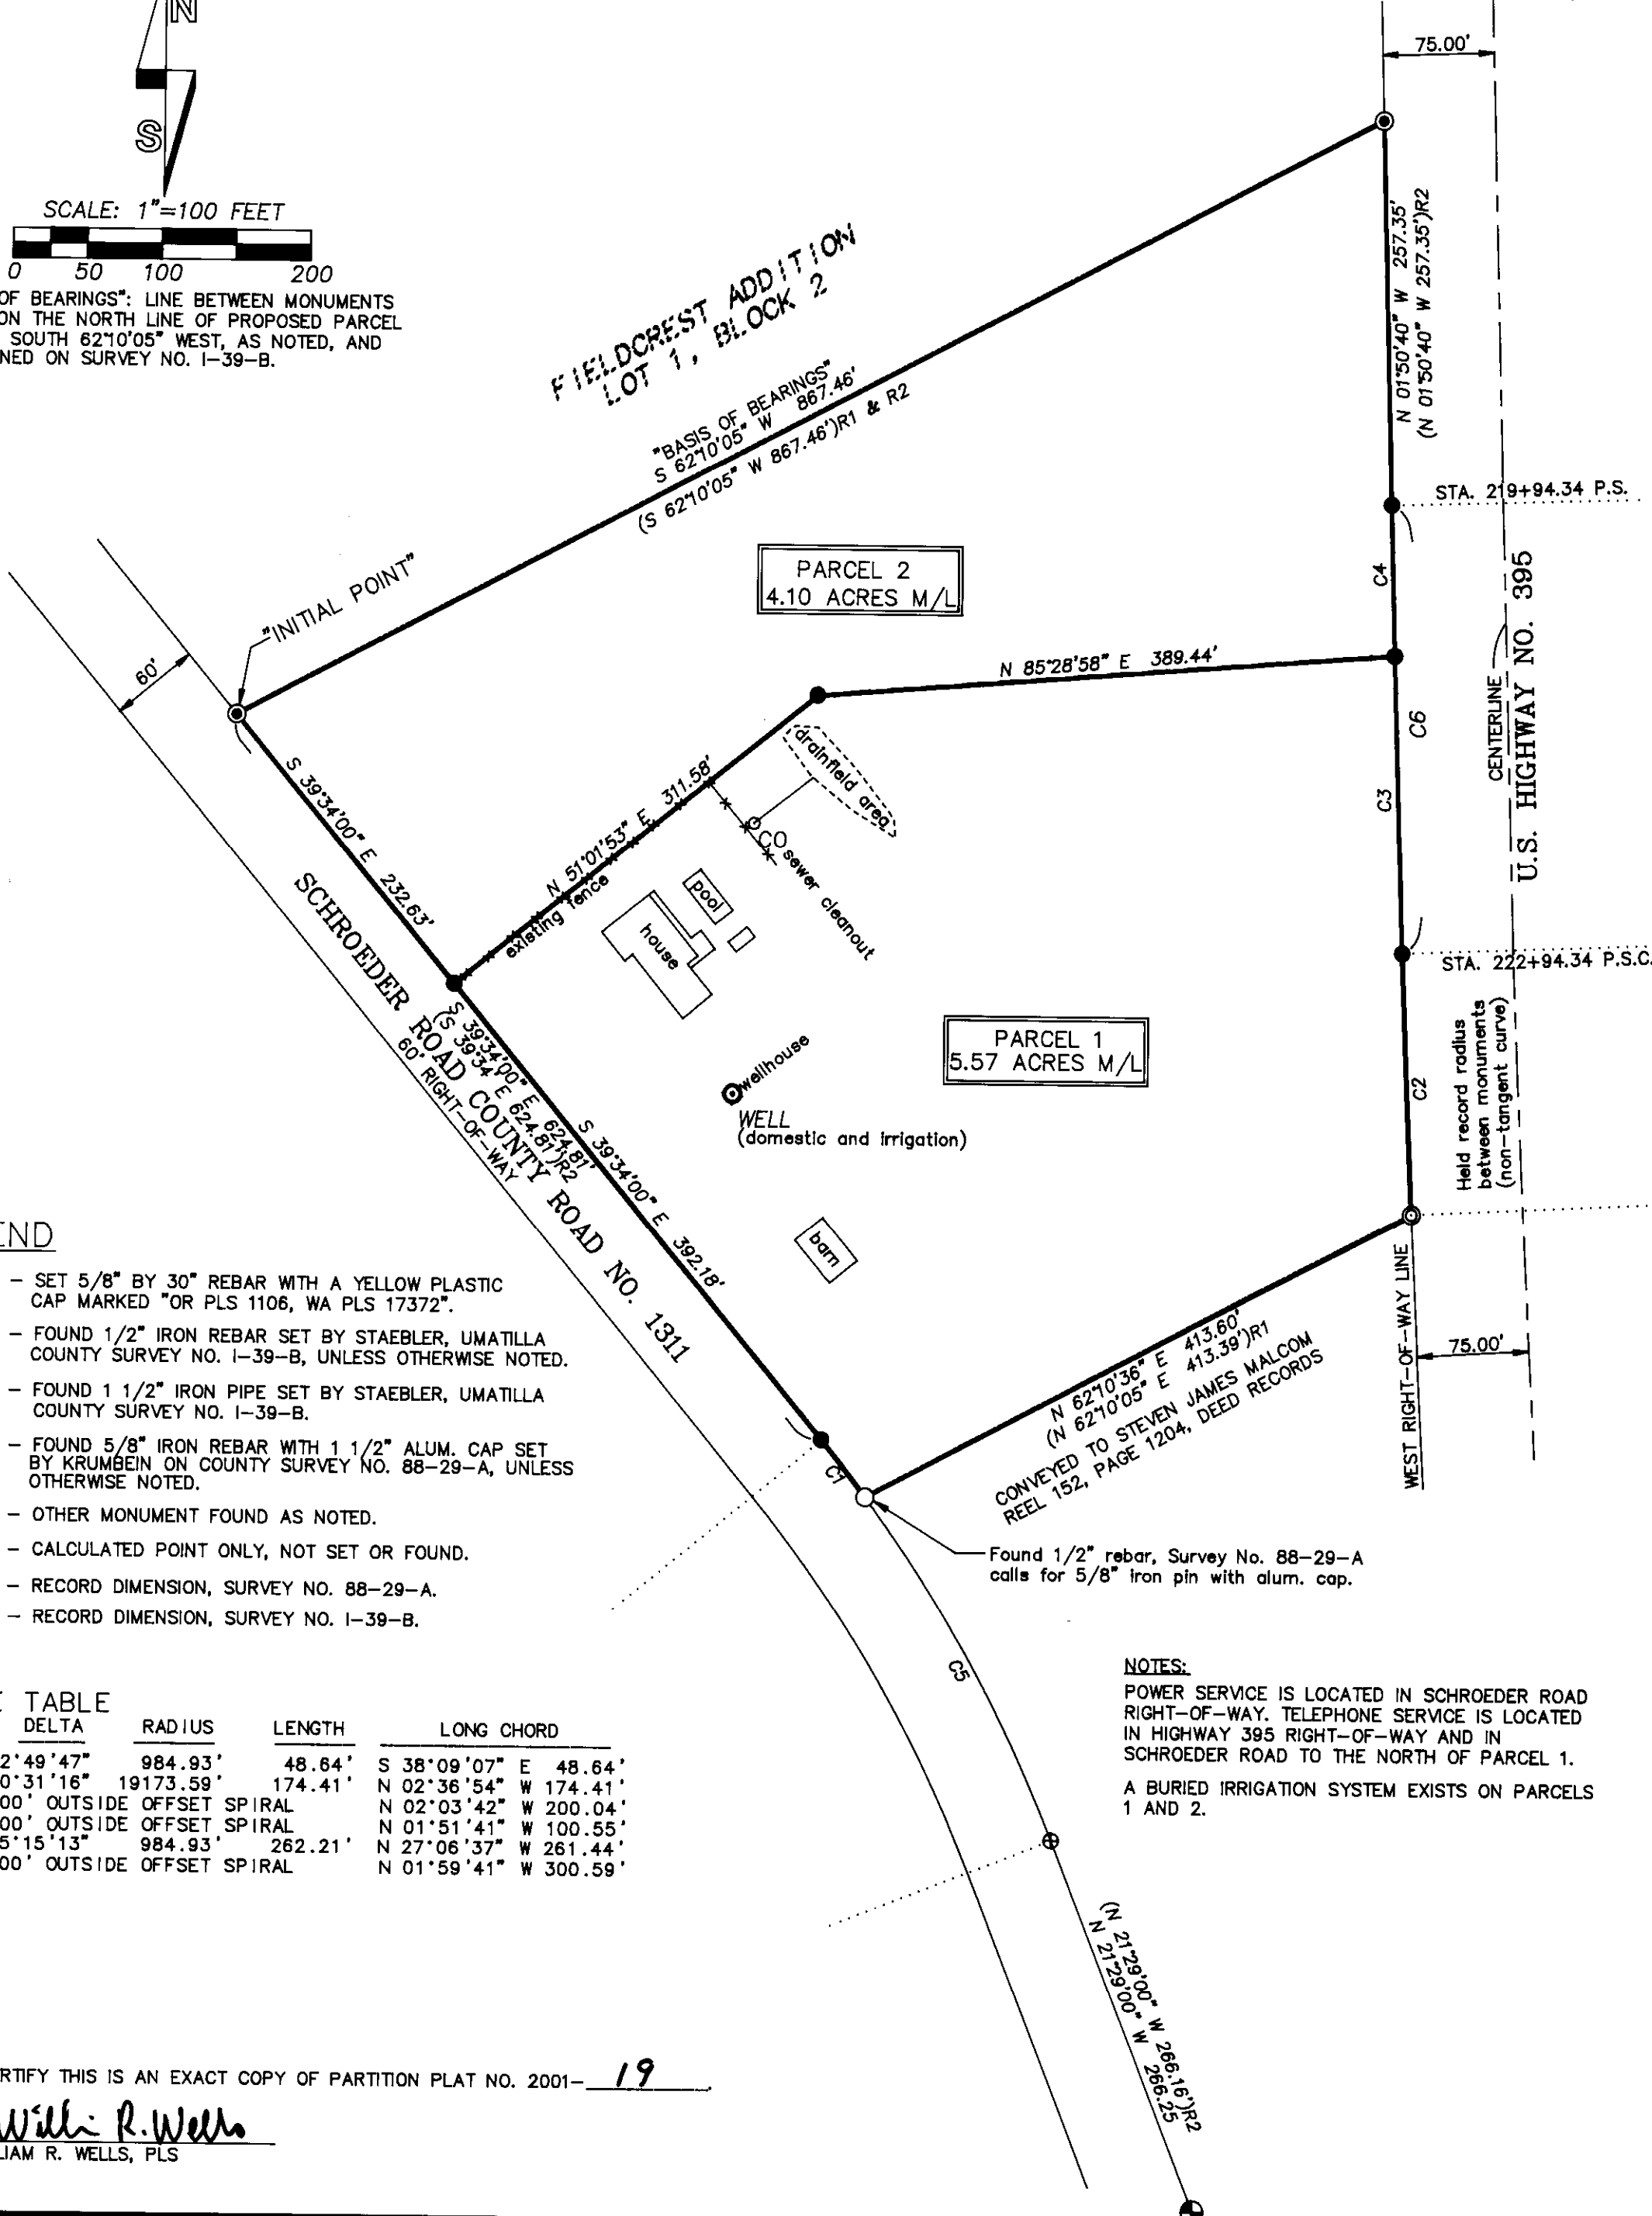 N
S
SCALE: 1"=100 FEET
0 50 100 200
OF BEARINGS": LINE BETWEEN MONUMENTS
ON THE NORTH LINE OF PROPOSED PARCEL
SOUTH 62°10'05" WEST, AS NOTED, AND
NED ON SURVEY NO. I-39-B.
75.00'
FIELDCREST ADDITION
LOT 1, BLOCK 2
"BASIS OF BEARINGS"
S 62°10'05" W 867.46'
(S 62°10'05" W 867.46')R1 & R2
N 01°50'40" W 257.35'
(N 01°50'40" W 257.35')R2
STA. 219+94.34 P.S.
"INITIAL POINT"
60'
PARCEL 2
4.10 ACRES M/L
C4
N 85°28'58" E 389.44'
C6
C3
CENTERLINE
U.S. HIGHWAY NO. 395
S 39°34'00" E 232.63'
N 51°01'53" E 311.58'
existing fence
drainfield area
CO
sewer cleanout
pool
house
STA. 222+94.34 P.S.C.
SCHROEDER ROAD COUNTY ROAD NO. 1311
60' RIGHT-OF-WAY
S 39°34'00" E 624.81'
(S 39°34' E 624.81')R2
S 39°34'00" E 392.18'
wellhouse
WELL
(domestic and irrigation)
PARCEL 1
5.57 ACRES M/L
C2
Held record radius
between monuments
(non-tangent curve)
barn
WEST RIGHT-OF-WAY LINE
75.00'
N 62°10'36" E 413.60'
(N 62°10'05" E 413.39')R1
CONVEYED TO STEVEN JAMES MALCOM
REEL 152, PAGE 1204, DEED RECORDS
C1
Found 1/2" rebar, Survey No. 88-29-A
calls for 5/8" iron pin with alum. cap.
C5
END
- SET 5/8" BY 30" REBAR WITH A YELLOW PLASTIC
CAP MARKED "OR PLS 1106, WA PLS 17372".
- FOUND 1/2" IRON REBAR SET BY STAEBLER, UMATILLA
COUNTY SURVEY NO. I-39-B, UNLESS OTHERWISE NOTED.
- FOUND 1 1/2" IRON PIPE SET BY STAEBLER, UMATILLA
COUNTY SURVEY NO. I-39-B.
- FOUND 5/8" IRON REBAR WITH 1 1/2" ALUM. CAP SET
BY KRUMBEIN ON COUNTY SURVEY NO. 88-29-A, UNLESS
OTHERWISE NOTED.
- OTHER MONUMENT FOUND AS NOTED.
- CALCULATED POINT ONLY, NOT SET OR FOUND.
- RECORD DIMENSION, SURVEY NO. 88-29-A.
- RECORD DIMENSION, SURVEY NO. I-39-B.
E TABLE
DELTA RADIUS LENGTH LONG CHORD
2°49'47" 984.93' 48.64' S 38°09'07" E 48.64'
0°31'16" 19173.59' 174.41' N 02°36'54" W 174.41'
00' OUTSIDE OFFSET SPIRAL N 02°03'42" W 200.04'
00' OUTSIDE OFFSET SPIRAL N 01°51'41" W 100.55'
5°15'13" 984.93' 262.21' N 27°06'37" W 261.44'
00' OUTSIDE OFFSET SPIRAL N 01°59'41" W 300.59'
NOTES:
POWER SERVICE IS LOCATED IN SCHROEDER ROAD
RIGHT-OF-WAY. TELEPHONE SERVICE IS LOCATED
IN HIGHWAY 395 RIGHT-OF-WAY AND IN
SCHROEDER ROAD TO THE NORTH OF PARCEL 1.
A BURIED IRRIGATION SYSTEM EXISTS ON PARCELS
1 AND 2.
(N 21°29'00" W 266.16')R2
N 21°29'00" W 266.25
RTIFY THIS IS AN EXACT COPY OF PARTITION PLAT NO. 2001-19.
Willi R. Wells
LIAM R. WELLS, PLS